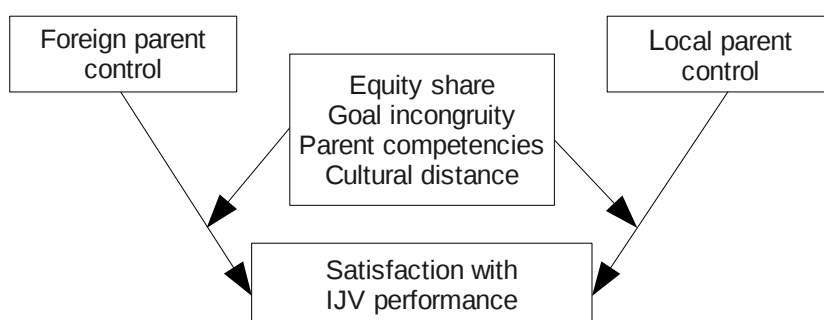 Foreign parent
control
Local parent
control
Equity share
Goal incongruity
Parent competencies
Cultural distance
Satisfaction with
IJV performance